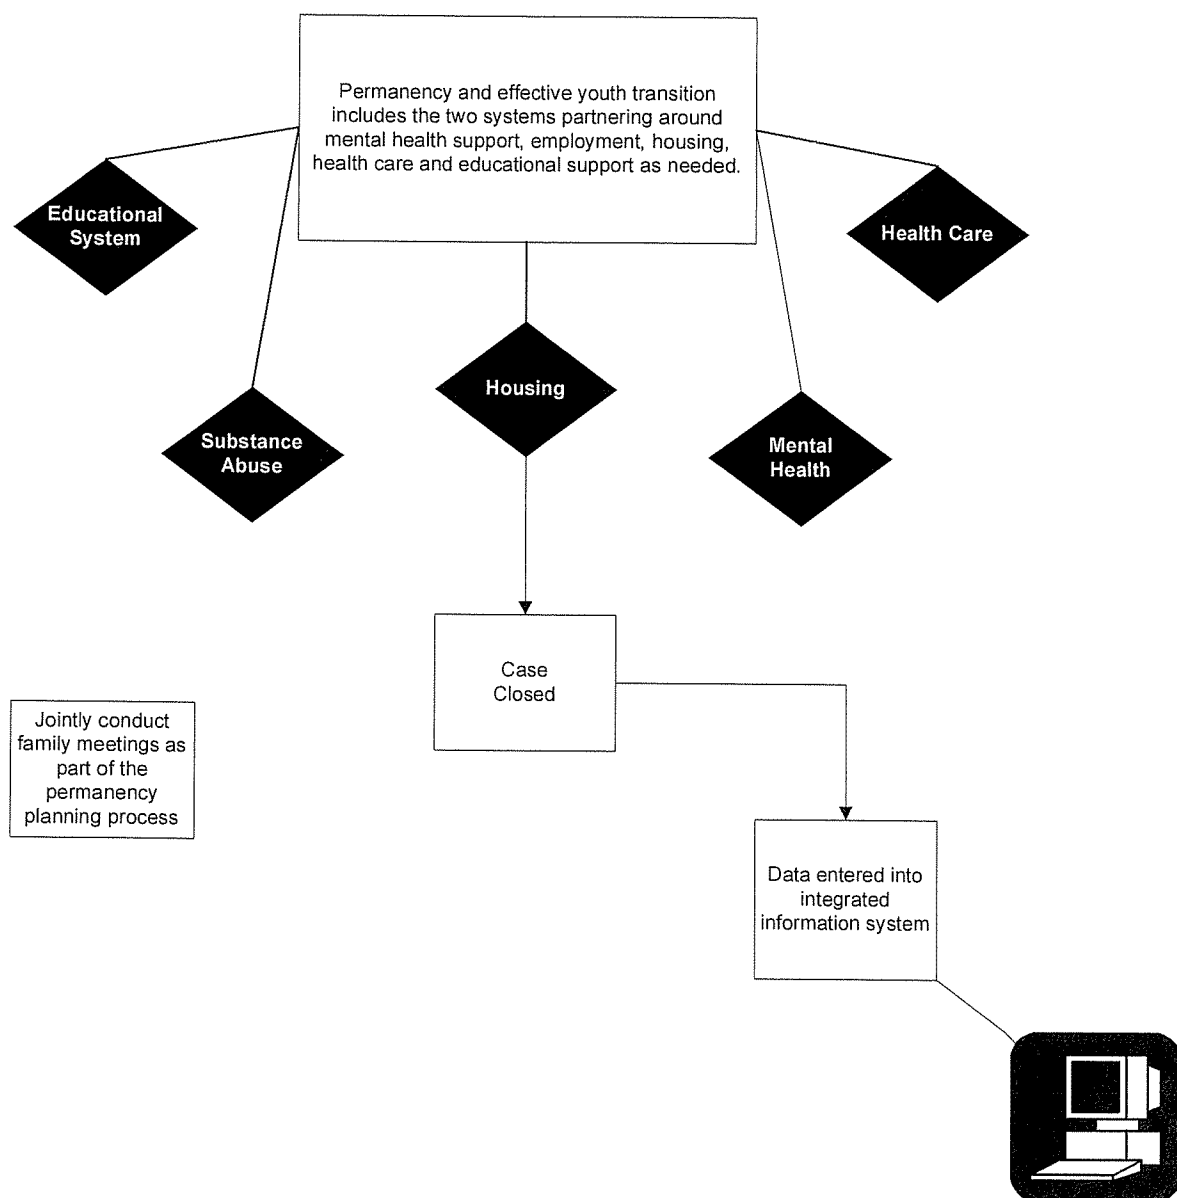 Permanency and effective youth transition
includes the two systems partnering around
mental health support, employment, housing,
health care and educational support as needed.
Educational
System
Health Care
Housing
Substance
Abuse
Mental
Health
Case
Closed
Jointly conduct
family meetings as
part of the
permanency
planning process
Data entered into
integrated
information system